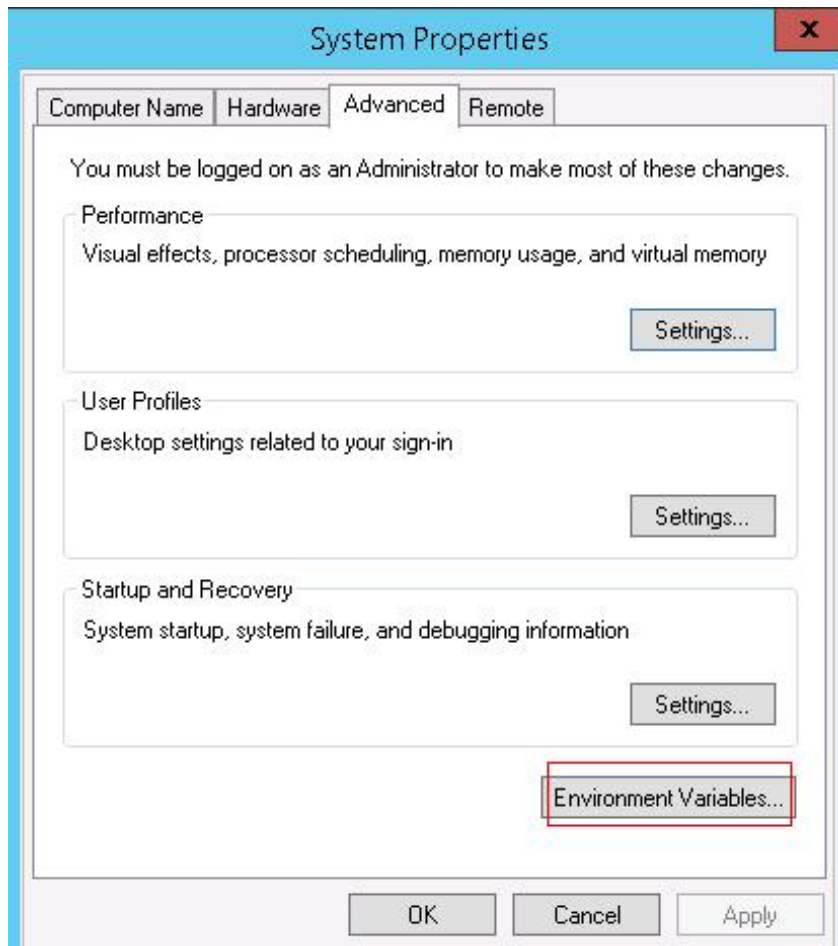 System Properties
x
Computer Name Hardware Advanced Remote
You must be logged on as an Administrator to make most of these changes.
Performance
Visual effects, processor scheduling, memory usage, and virtual memory
Settings...
User Profiles
Desktop settings related to your sign-in
Settings...
Startup and Recovery
System startup, system failure, and debugging information
Settings...
Environment Variables...
OK Cancel Apply